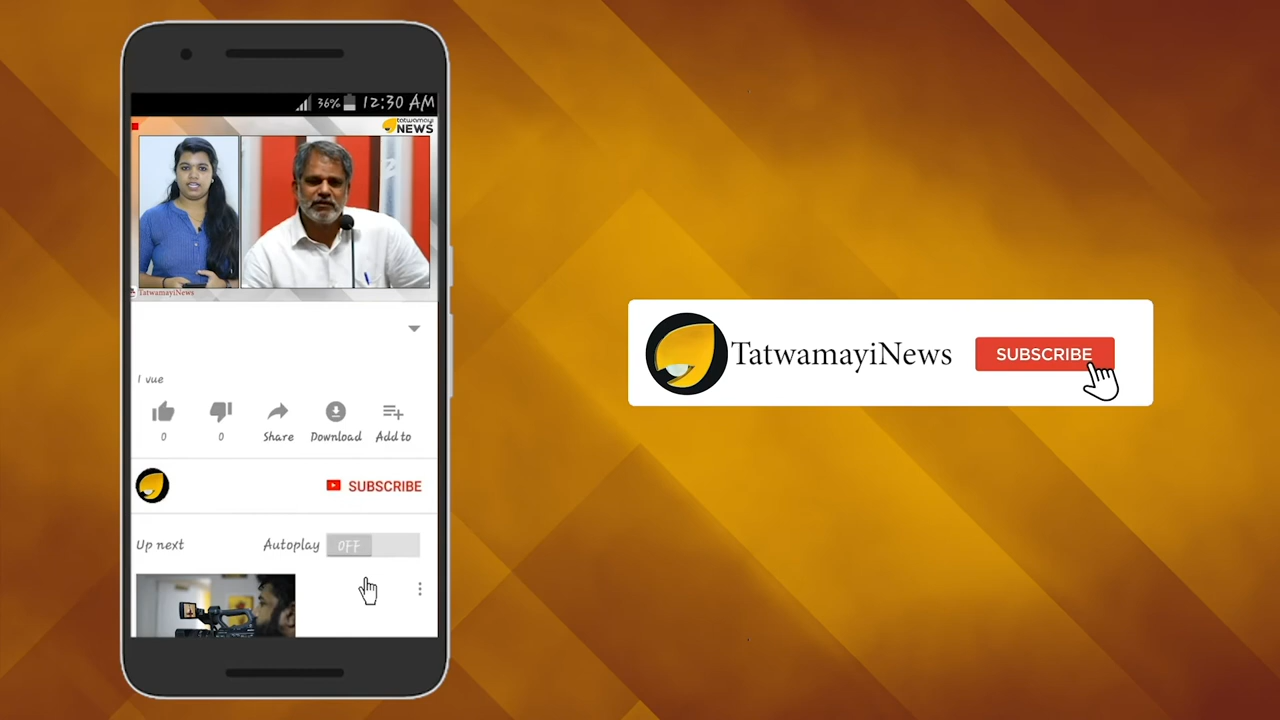 36% 12:30 AM
tatwamayi
NEWS
TatwamayiNews
1 vue
0 0 Share Download Add to
SUBSCRIBE
Up next Autoplay OFF
TatwamayiNews SUBSCRIBE